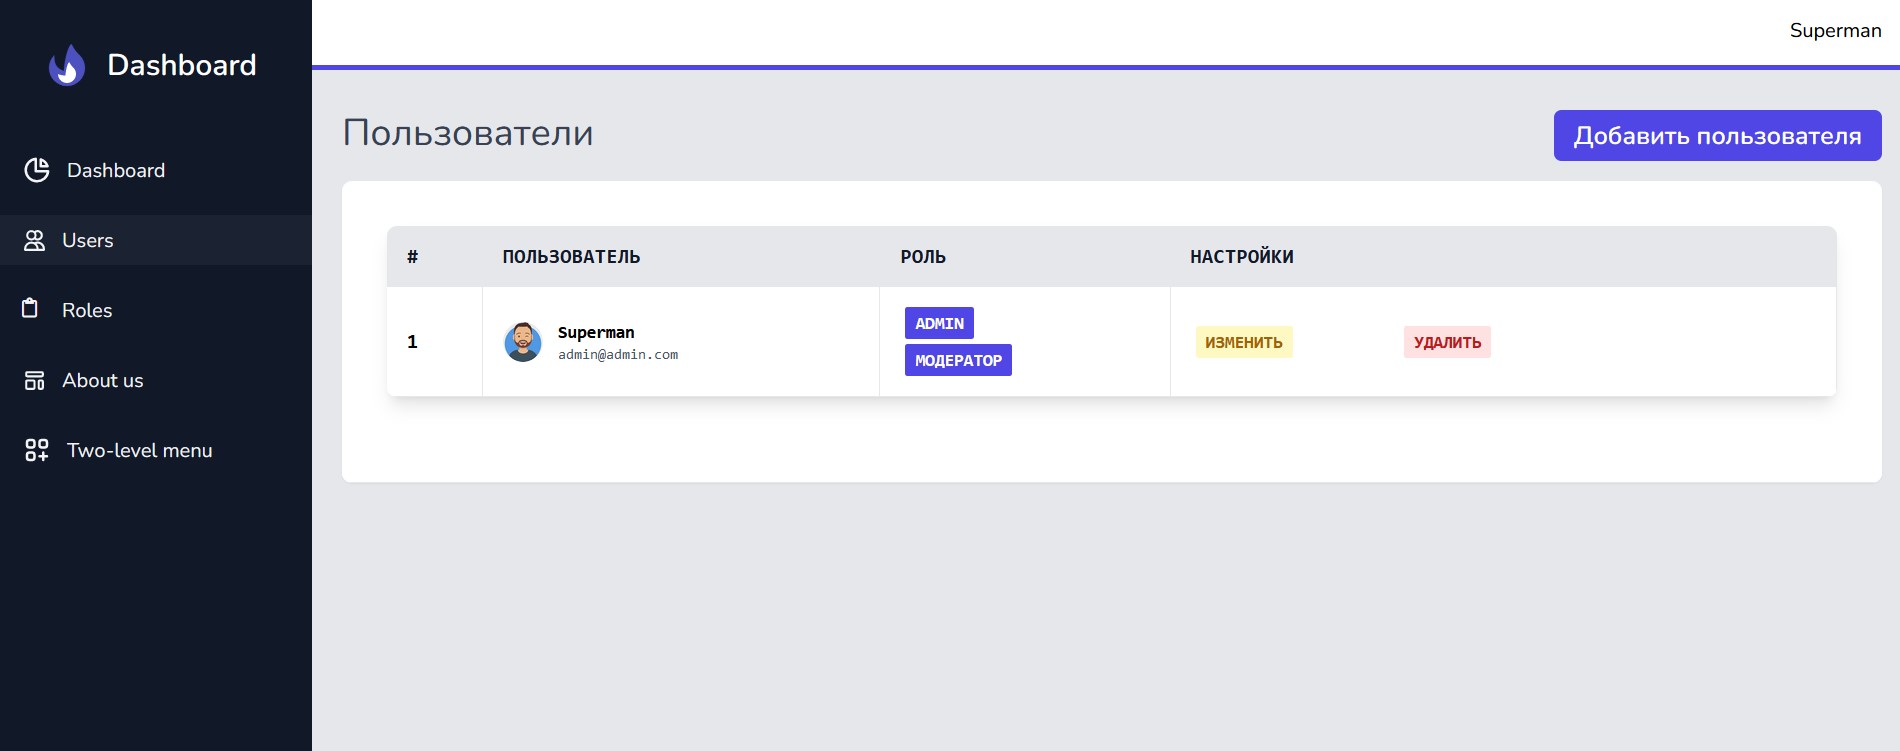 Dashboard
Superman
Dashboard
Users
Roles
About us
Two-level menu
Пользователи
Добавить пользователя
# ПОЛЬЗОВАТЕЛЬ РОЛЬ НАСТРОЙКИ
1 Superman
admin@admin.com
ADMIN
МОДЕРАТОР
ИЗМЕНИТЬ УДАЛИТЬ